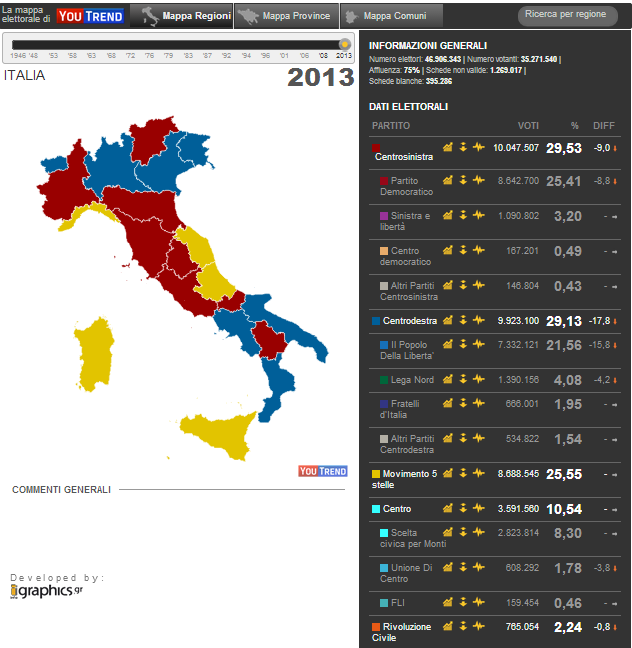 La mappa
elettorale di YOU TREND
Mappa Regioni
Mappa Province
Mappa Comuni
Ricerca per regione
1946 '48 '53 '58 '63 '68 '72 '76 '79 '83 '87 '92 '94 '96 '01 '06 '08 2013
ITALIA
2013
YOU TREND
COMMENTI GENERALI
Developed by:
igraphics.gr
INFORMAZIONI GENERALI
Numero elettori: 46.906.343 | Numero votanti: 35.271.540 |
Affluenza: 75% | Schede non valide: 1.269.017 |
Schede bianche: 395.286
DATI ELETTORALI
PARTITO VOTI % DIFF
Centrosinistra 10.047.507 29,53 -9,0
Partito
Democratico 8.642.700 25,41 -8,8
Sinistra e
libertà 1.090.802 3,20 -
Centro
democratico 167.201 0,49 -
Altri Partiti
Centrosinistra 146.804 0,43 -
Centrodestra 9.923.100 29,13 -17,8
Il Popolo
Della Liberta' 7.332.121 21,56 -15,8
Lega Nord 1.390.156 4,08 -4,2
Fratelli
d'Italia 666.001 1,95 -
Altri Partiti
Centrodestra 534.822 1,54 -
Movimento 5
stelle 8.688.545 25,55 -
Centro 3.591.560 10,54 -
Scelta
civica per Monti 2.823.814 8,30 -
Unione Di
Centro 608.292 1,78 -3,8
FLI 159.454 0,46 -
Rivoluzione
Civile 765.054 2,24 -0,8